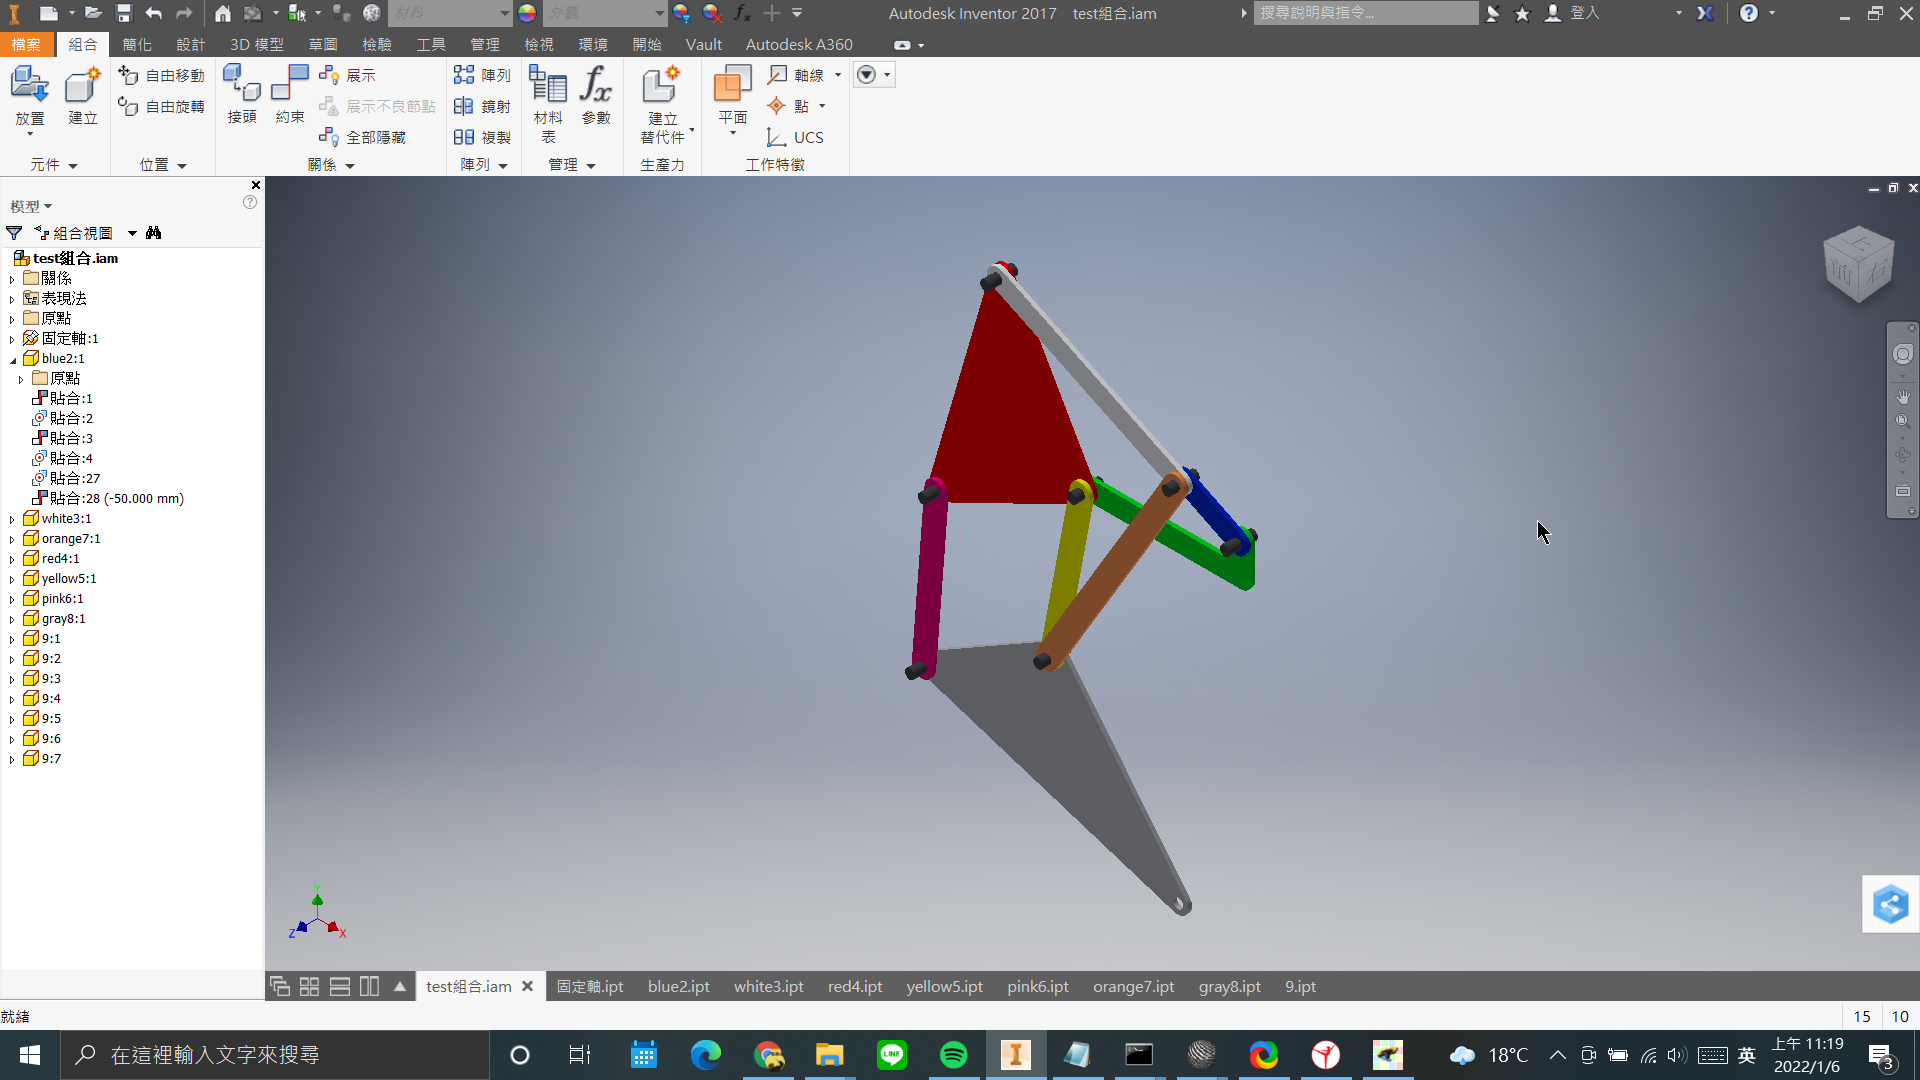 材料
外觀
Autodesk Inventor 2017 test組合.iam
搜尋說明與指令...
登入
檔案 組合 簡化 設計 3D 模型 草圖 檢驗 工具 管理 檢視 環境 開始 Vault Autodesk A360
放置
建立
自由移動
自由旋轉
接頭
約束
展示
展示不良節點
全部隱藏
陣列
鏡射
複製
材料表
參數
建立替代件
平面
軸線
點
UCS
元件 位置 關係 陣列 管理 生產力 工作特徵
模型
組合視圖
test組合.iam
關係
表現法
原點
固定軸:1
blue2:1
原點
貼合:1
貼合:2
貼合:3
貼合:4
貼合:27
貼合:28 (-50.000 mm)
white3:1
orange7:1
red4:1
yellow5:1
pink6:1
gray8:1
9:1
9:2
9:3
9:4
9:5
9:6
9:7
上
前
右
Y
Z
X
test組合.iam 固定軸.ipt blue2.ipt white3.ipt red4.ipt yellow5.ipt pink6.ipt orange7.ipt gray8.ipt 9.ipt
就緒
15 10
在這裡輸入文字來搜尋
LINE
18°C
英
上午 11:19
2022/1/6
3